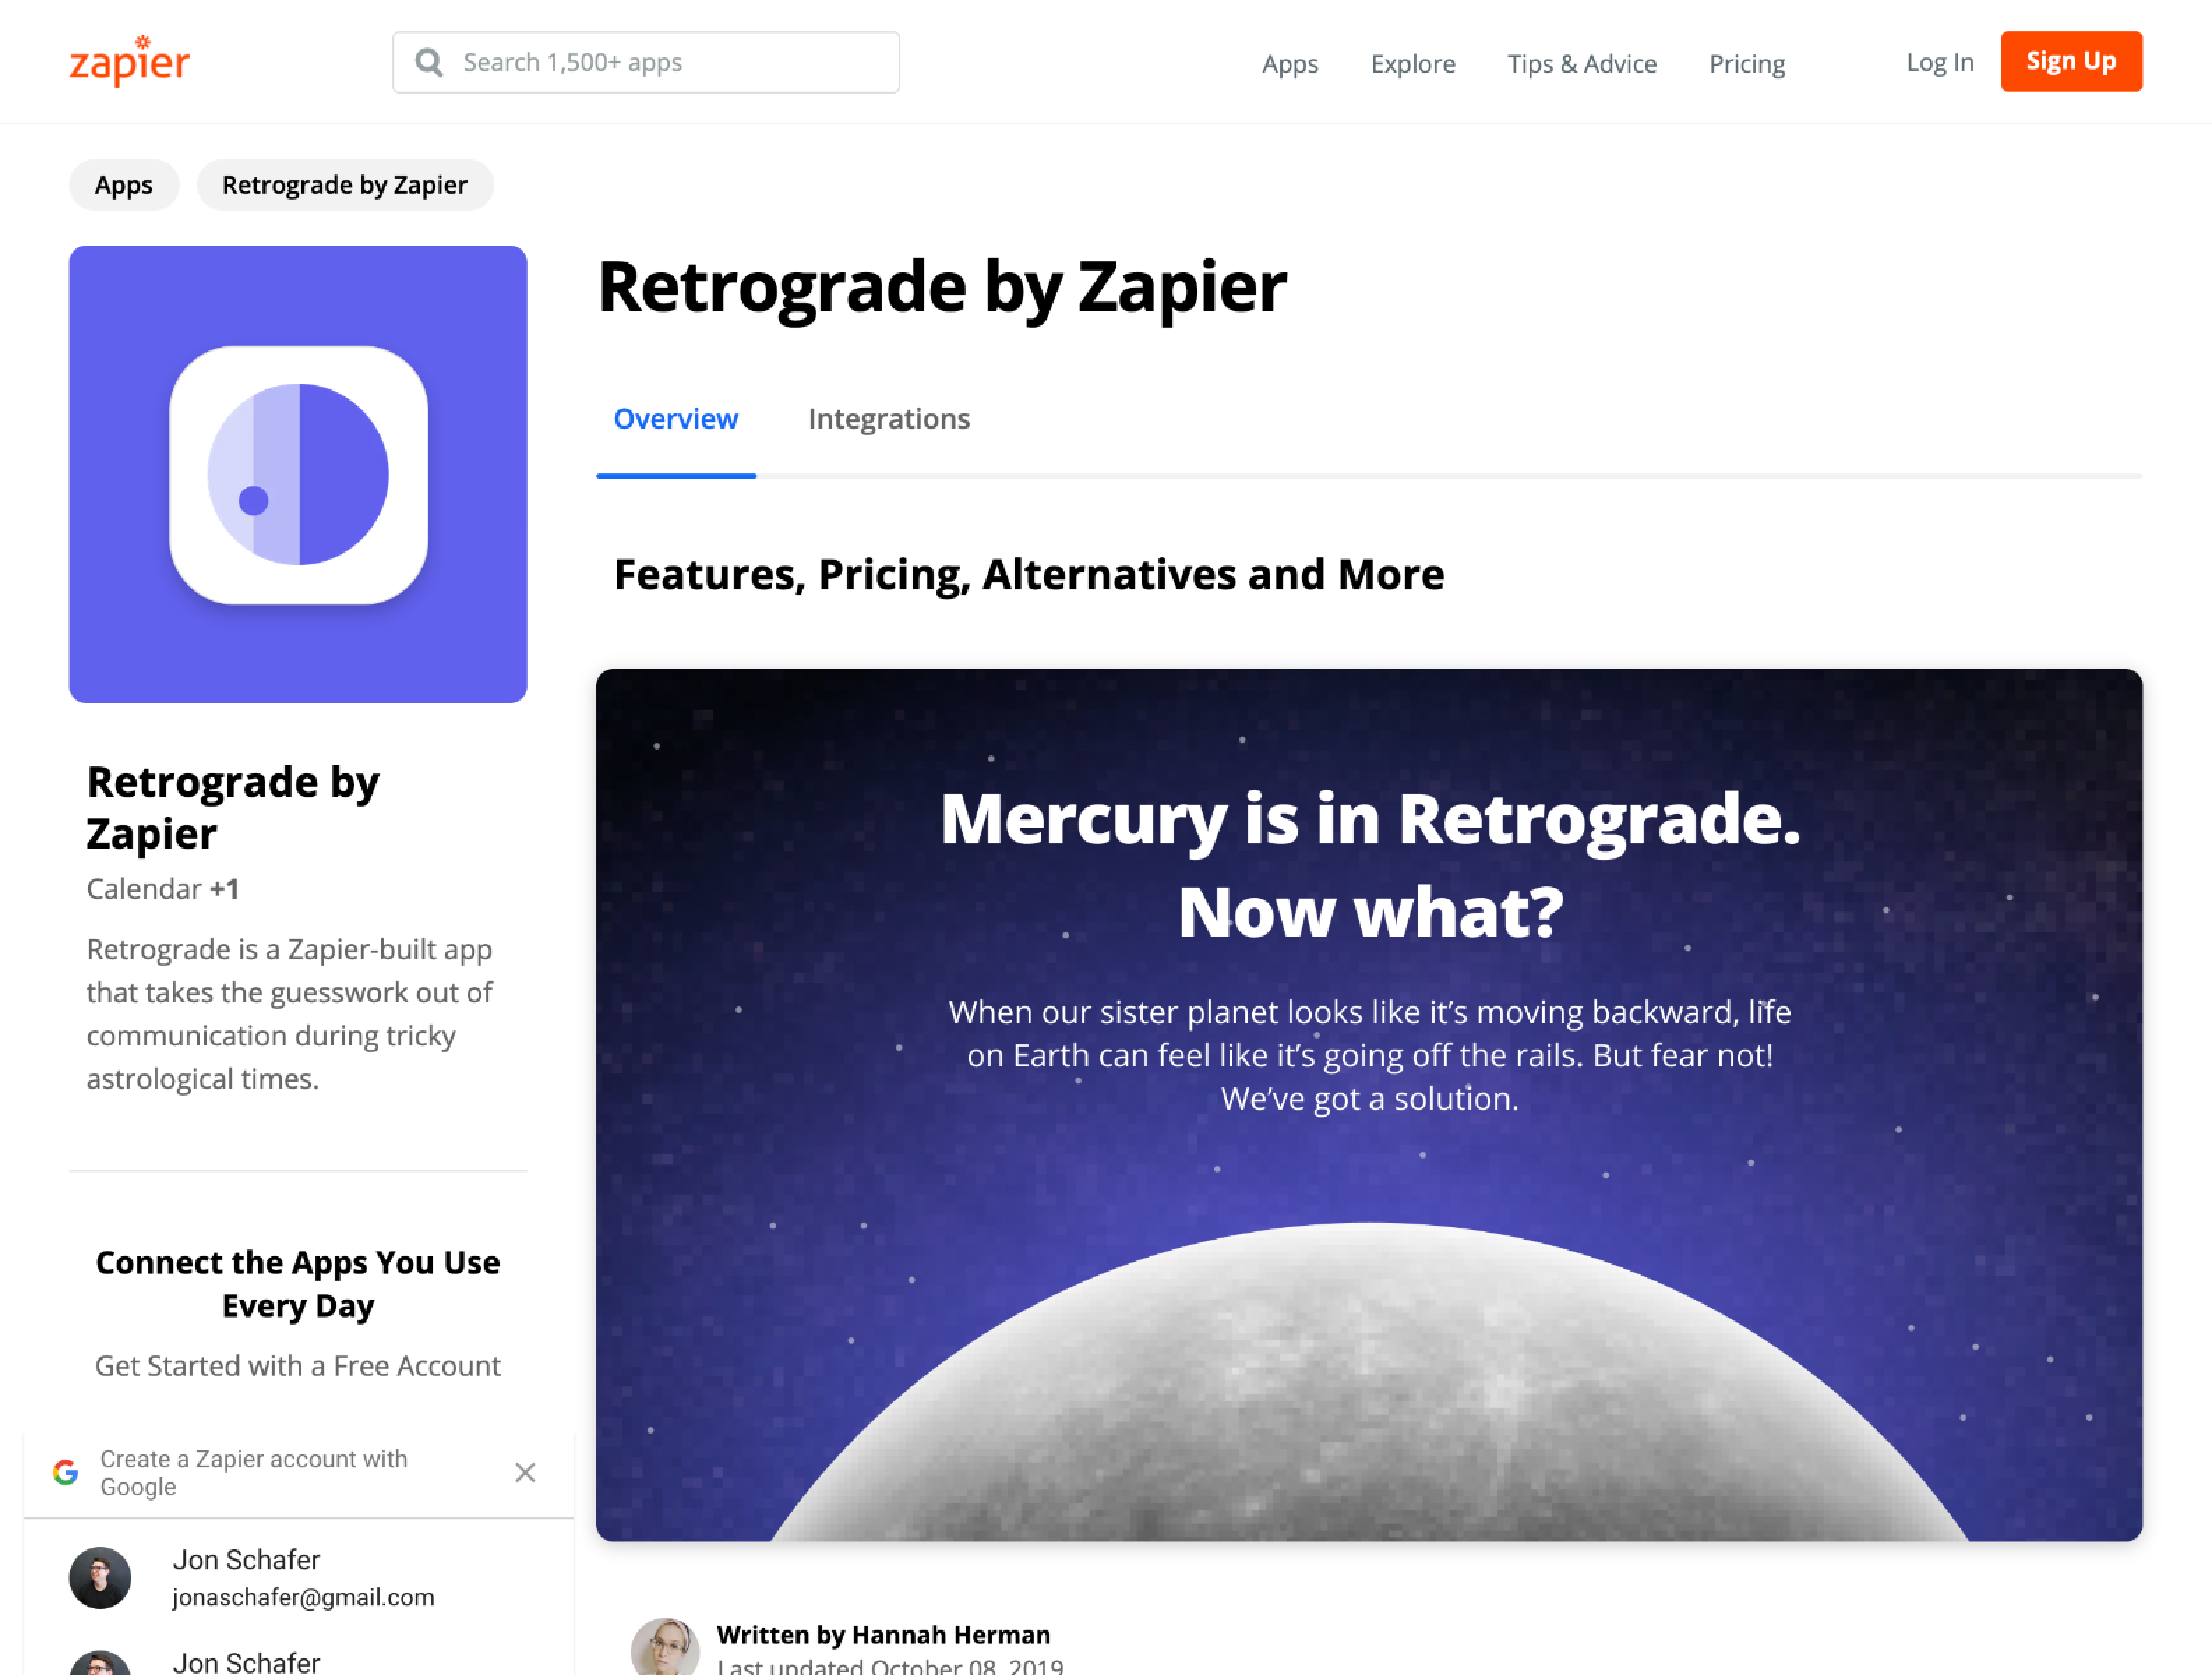 zapier
Search 1,500+ apps
Apps
Explore
Tips & Advice
Pricing
Log In
Sign Up
Apps
Retrograde by Zapier
Retrograde by Zapier
Overview
Integrations
Features, Pricing, Alternatives and More
Mercury is in Retrograde.
Now what?
When our sister planet looks like it’s moving backward, life
on Earth can feel like it’s going off the rails. But fear not!
We’ve got a solution.
Retrograde by
Zapier
Calendar +1
Retrograde is a Zapier-built app
that takes the guesswork out of
communication during tricky
astrological times.
Connect the Apps You Use
Every Day
Get Started with a Free Account
Create a Zapier account with
Google
Jon Schafer
jonaschafer@gmail.com
Jon Schafer
Written by Hannah Herman
Last updated October 08, 2019